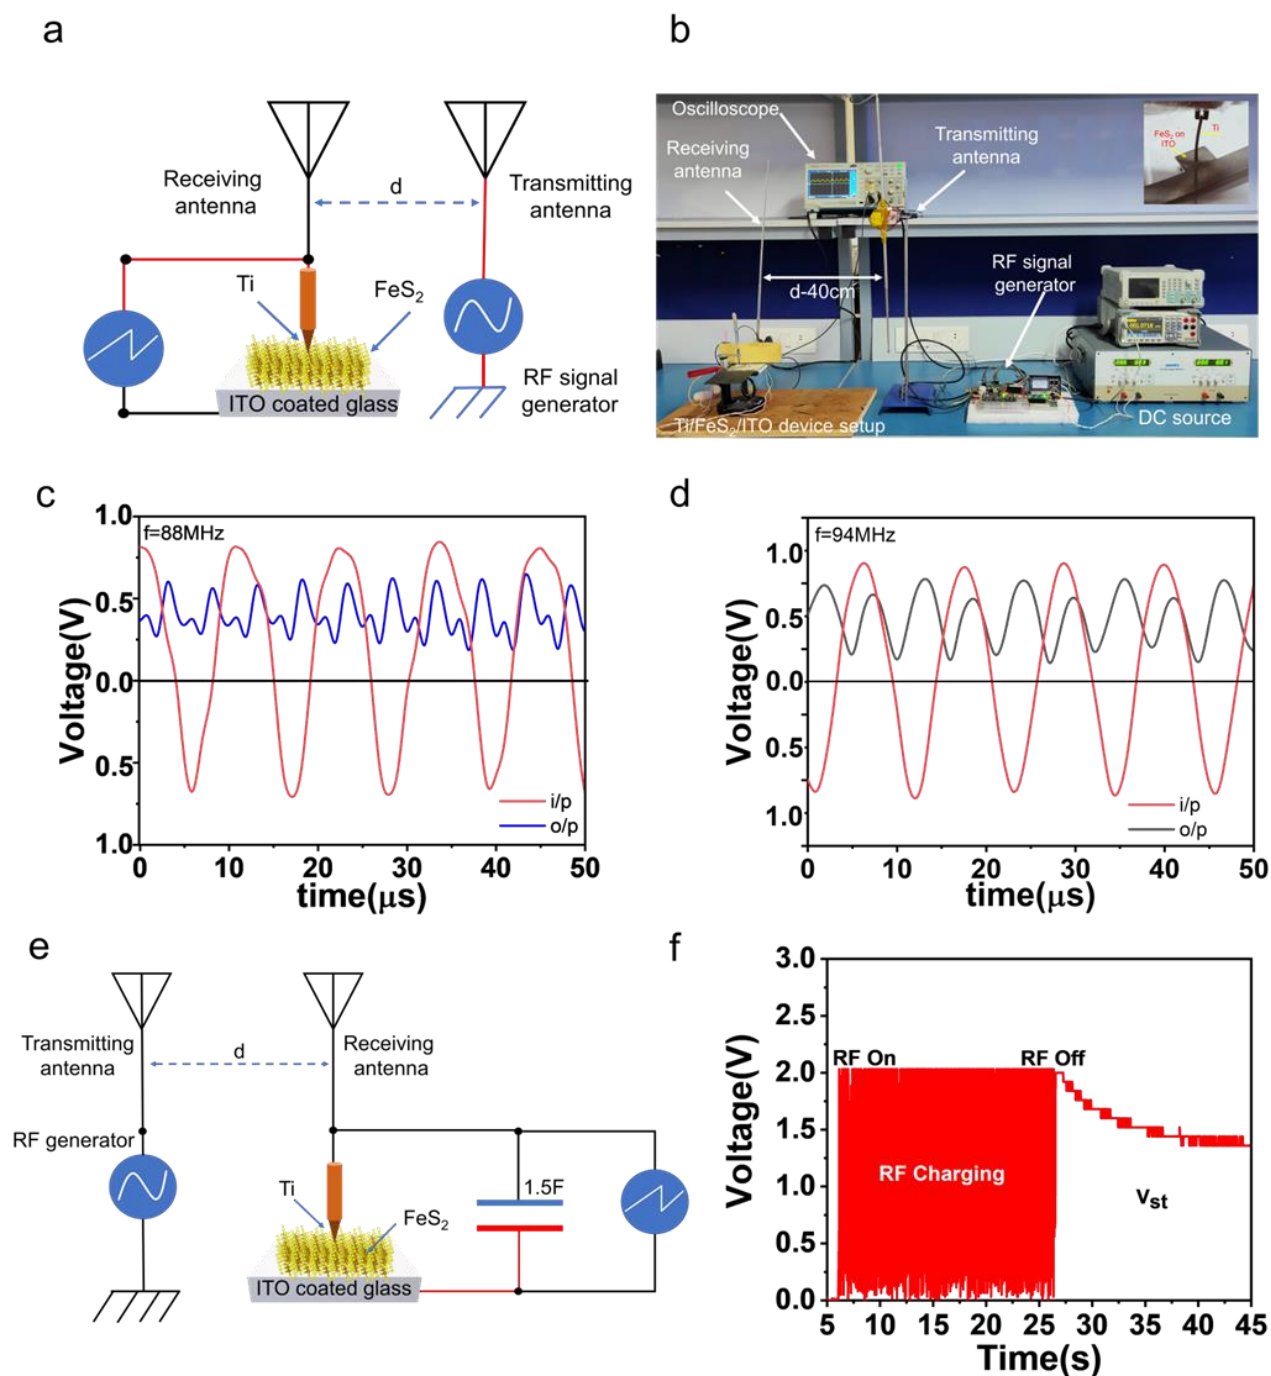 a
Receiving
antenna
d
Transmitting
antenna
Ti
FeS₂
RF signal
generator
ITO coated glass
b
Oscilloscope
Receiving
antenna
Transmitting
antenna
FeS₂ on
ITO
Ti
d-40cm
RF signal
generator
Ti/FeS₂/ITO device setup
DC source
c
f=88MHz
Voltage(V)
1.0
0.5
0.0
0.5
1.0
i/p
o/p
0 10 20 30 40 50
time(μs)
d
f=94MHz
Voltage(V)
1.0
0.5
0.0
0.5
1.0
i/p
o/p
0 10 20 30 40 50
time(μs)
e
Transmitting
antenna
d
Receiving
antenna
RF generator
Ti
FeS₂
1.5F
ITO coated glass
f
Voltage(V)
3.0
2.5
2.0
1.5
1.0
0.5
0.0
RF On
RF Off
RF Charging
Vst
5 10 15 20 25 30 35 40 45
Time(s)